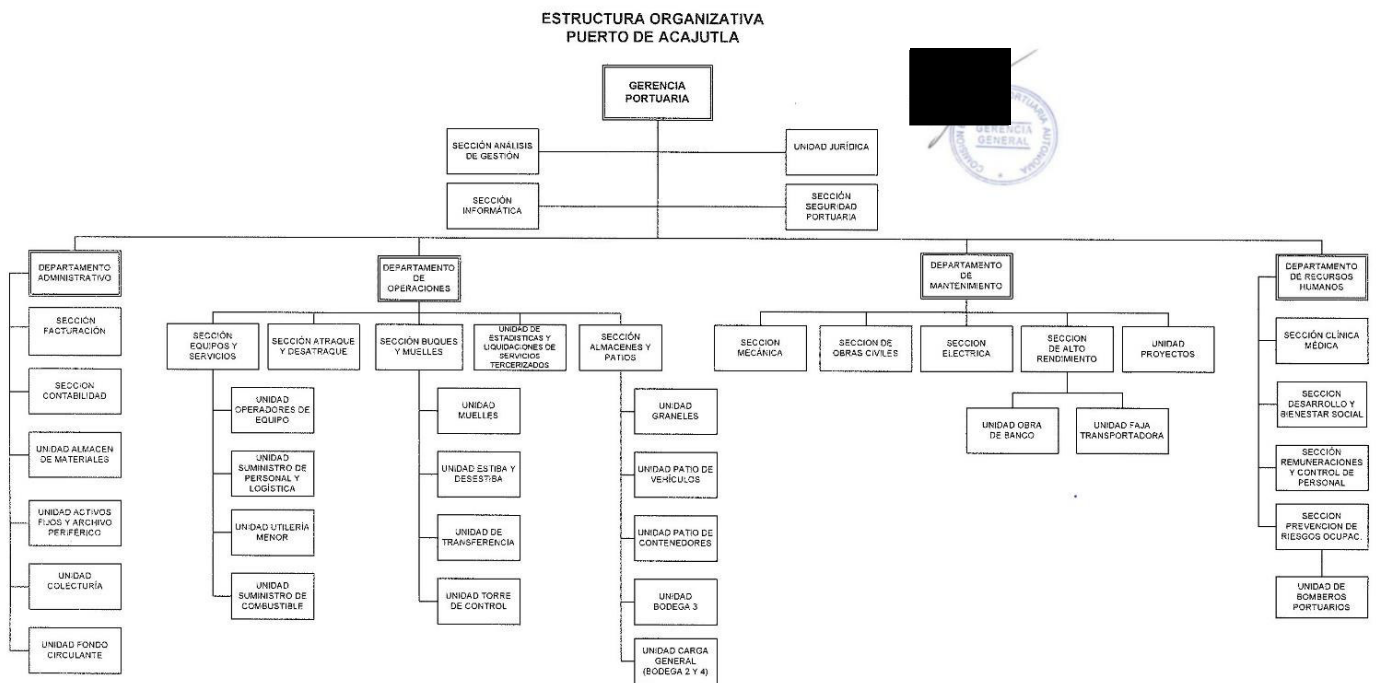 ESTRUCTURA ORGANIZATIVA
PUERTO DE ACAJUTLA
GERENCIA
PORTUARIA
PORTUARIA AUTONOMA
COMISION
GERENCIA
GENERAL
SECCIÓN ANÁLISIS
DE GESTIÓN
UNIDAD JURÍDICA
SECCIÓN
INFORMÁTICA
SECCIÓN
SEGURIDAD
PORTUARIA
DEPARTAMENTO
ADMINISTRATIVO
DEPARTAMENTO
DE
OPERACIONES
DEPARTAMENTO
DE
MANTENIMIENTO
DEPARTAMENTO
DE RECURSOS
HUMANOS
SECCIÓN
FACTURACIÓN
SECCION
CONTABILIDAD
UNIDAD ALMACEN
DE MATERIALES
UNIDAD ACTIVOS
FIJOS Y ARCHIVO
PERIFÉRICO
UNIDAD
COLECTURÍA
UNIDAD FONDO
CIRCULANTE
SECCIÓN
EQUIPOS Y
SERVICIOS
SECCIÓN ATRAQUE
Y DESATRAQUE
SECCIÓN BUQUES
Y MUELLES
UNIDAD DE
ESTADISTICAS Y
LIQUIDACIONES DE
SERVICIOS
TERCERIZADOS
SECCIÓN
ALMACENES Y
PATIOS
UNIDAD
OPERADORES DE
EQUIPO
UNIDAD
SUMINISTRO DE
PERSONAL Y
LOGÍSTICA
UNIDAD UTILERÍA
MENOR
UNIDAD
SUMINISTRO DE
COMBUSTIBLE
UNIDAD
MUELLES
UNIDAD ESTIBA Y
DESESTIBA
UNIDAD DE
TRANSFERENCIA
UNIDAD TORRE
DE CONTROL
UNIDAD
GRANELES
UNIDAD PATIO DE
VEHÍCULOS
UNIDAD PATIO DE
CONTENEDORES
UNIDAD
BODEGA 3
UNIDAD CARGA
GENERAL
(BODEGA 2 Y 4)
SECCION
MECÁNICA
SECCION DE
OBRAS CIVILES
SECCION
ELECTRICA
SECCION
DE ALTO
RENDIMIENTO
UNIDAD
PROYECTOS
UNIDAD OBRA
DE BANCO
UNIDAD FAJA
TRANSPORTADORA
SECCIÓN CLÍNICA
MÉDICA
SECCION
DESARROLLO Y
BIENESTAR SOCIAL
SECCIÓN
REMUNERACIONES
Y CONTROL DE
PERSONAL
SECCION
PREVENCION DE
RIESGOS OCUPAC.
UNIDAD DE
BOMBEROS
PORTUARIOS